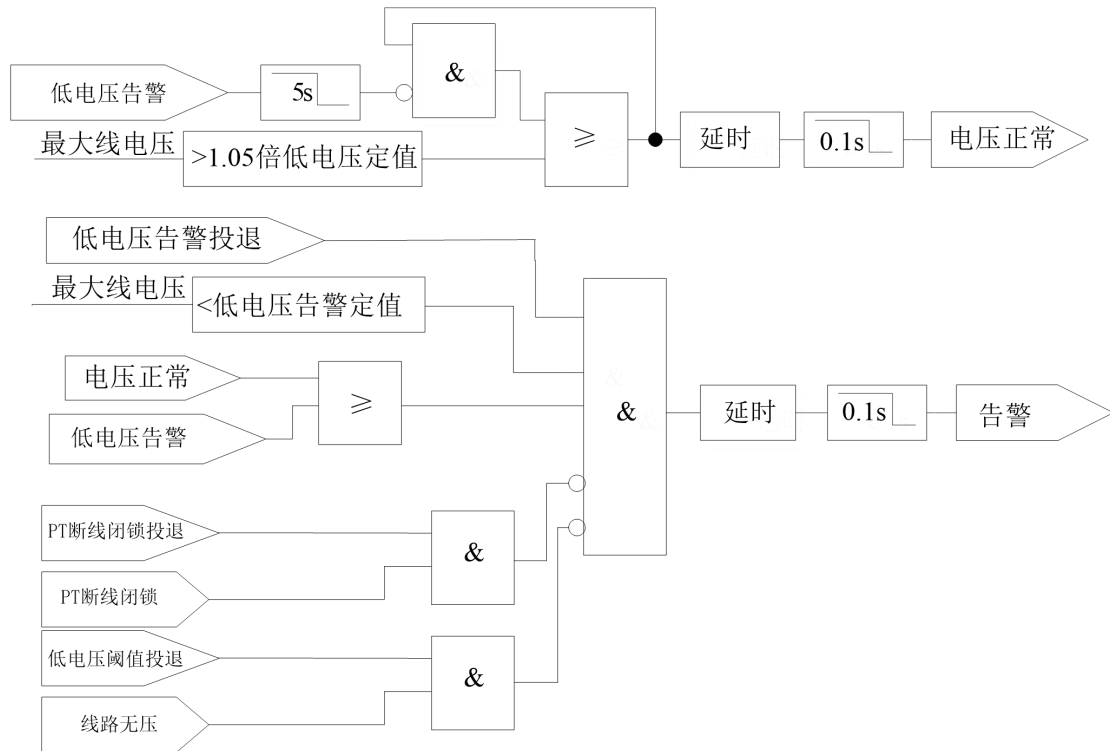 &
低电压告警
5s
最大线电压
>1.05倍低电压定值
≥
延时
0.1s
电压正常
低电压告警投退
最大线电压
<低电压告警定值
电压正常
低电压告警
≥
&
延时
0.1s
告警
PT断线闭锁投退
PT断线闭锁
&
低电压阈值投退
线路无压
&